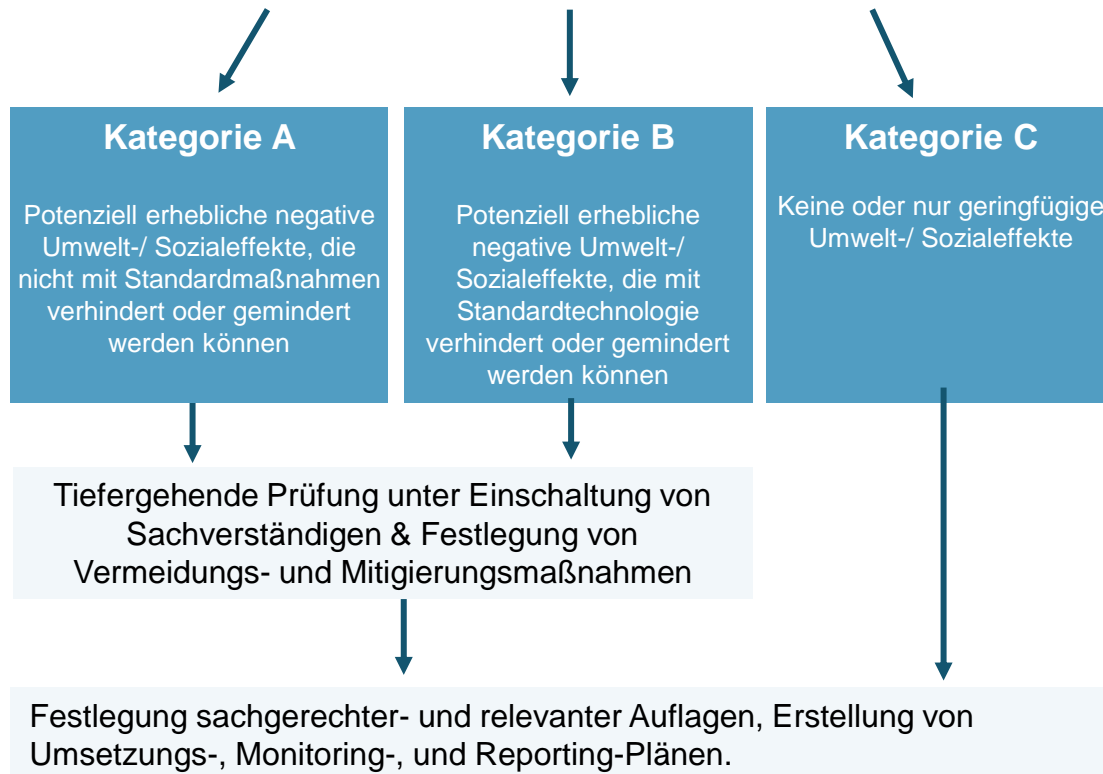 Kategorie A
Potenziell erhebliche negative
Umwelt-/ Sozialeffekte, die
nicht mit Standardmaßnahmen
verhindert oder gemindert
werden können
Kategorie B
Potenziell erhebliche
negative Umwelt-/
Sozialeffekte, die mit
Standardtechnologie
verhindert oder gemindert
werden können
Kategorie C
Keine oder nur geringfügige
Umwelt-/ Sozialeffekte
Tiefergehende Prüfung unter Einschaltung von
Sachverständigen & Festlegung von
Vermeidungs- und Mitigierungsmaßnahmen
Festlegung sachgerechter- und relevanter Auflagen, Erstellung von
Umsetzungs-, Monitoring-, und Reporting-Plänen.